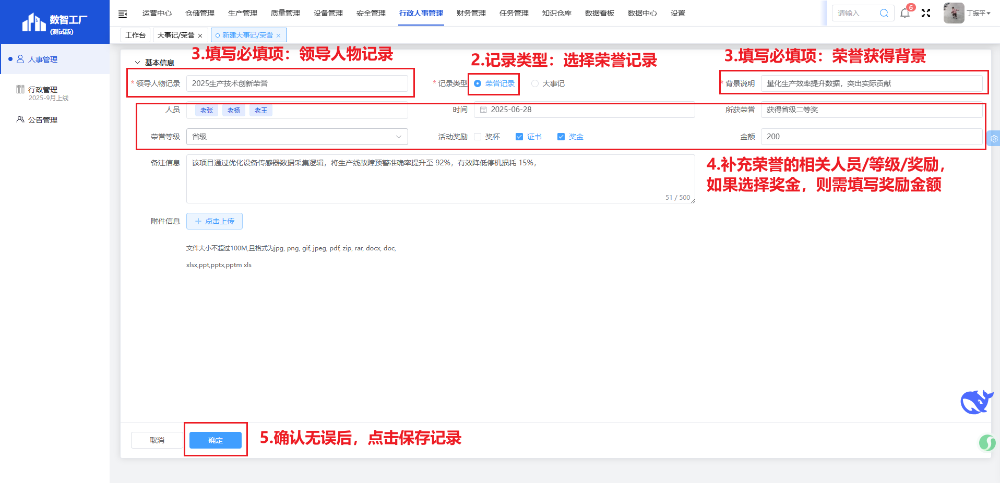 数智工厂
(测试版)
运营中心 仓储管理 生产管理 质量管理 设备管理 安全管理 行政人事管理 财务管理 任务管理 知识仓库 数据看板 数据中心 设置
请输入
6
丁振平
工作台 大事记/荣誉 × 新建大事记/荣誉 ×
人事管理
行政管理
2025-9月上线
公告管理
3.填写必填项：领导人物记录
2.记录类型：选择荣誉记录
3.填写必填项：荣誉获得背景
基本信息
* 领导人物记录 2025生产技术创新荣誉
* 记录类型 荣誉记录 大事记
* 背景说明 量化生产效率提升数据，突出实际贡献
人员 老张 老杨 老王
时间 2025-06-28
所获荣誉 获得省级二等奖
荣誉等级 省级
活动奖励 奖杯 证书 奖金
金额 200
备注信息 该项目通过优化设备传感器数据采集逻辑，将生产线故障预警准确率提升至 92%，有效降低停机损耗 15%，
51 / 500
4.补充荣誉的相关人员/等级/奖励，
如果选择奖金，则需填写奖励金额
附件信息 + 点击上传
文件大小不超过100M,且格式为jpg, png, gif, jpeg, pdf, zip, rar, docx, doc,
xlsx,ppt,pptx,pptm xls
取消 确定
5.确认无误后，点击保存记录